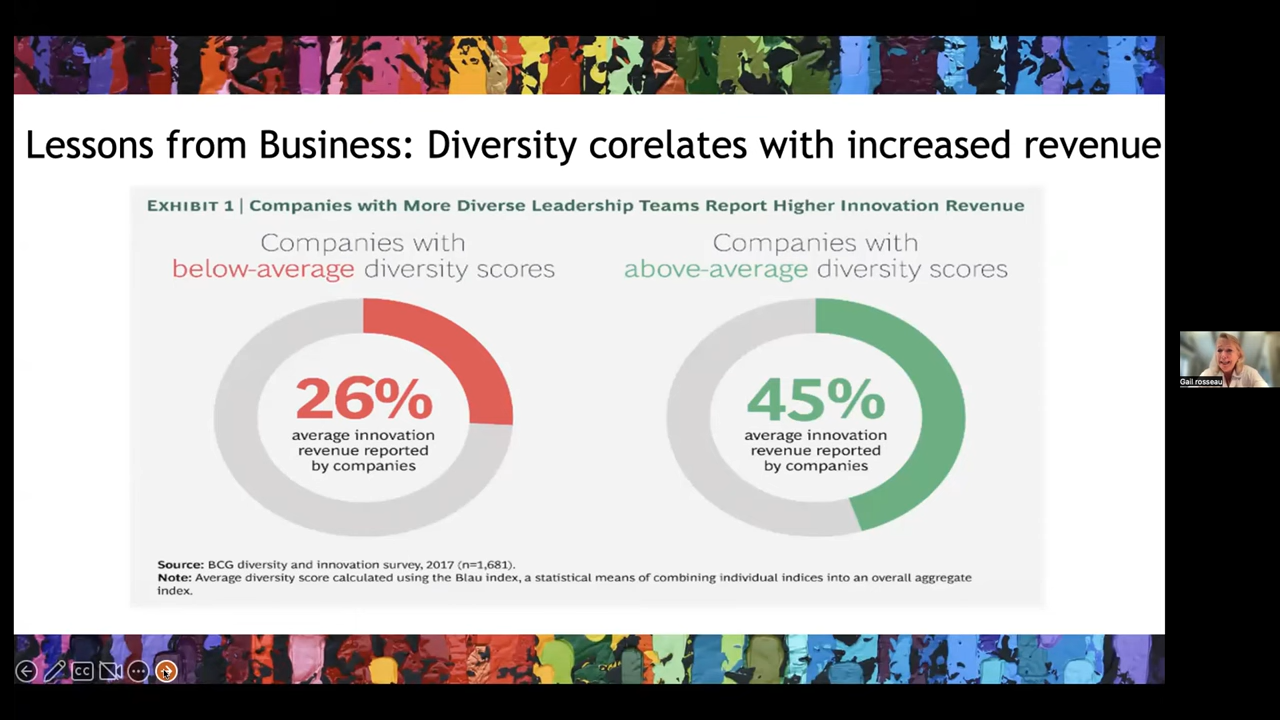 Lessons from Business: Diversity corelates with increased revenue
EXHIBIT 1 | Companies with More Diverse Leadership Teams Report Higher Innovation Revenue
Companies with
below-average diversity scores
26%
average innovation
revenue reported
by companies
Companies with
above-average diversity scores
45%
average innovation
revenue reported
by companies
Source: BCG diversity and innovation survey, 2017 (n=1,681).
Note: Average diversity score calculated using the Blau index, a statistical means of combining individual indices into an overall aggregate
index.
Gail rosseau
CC